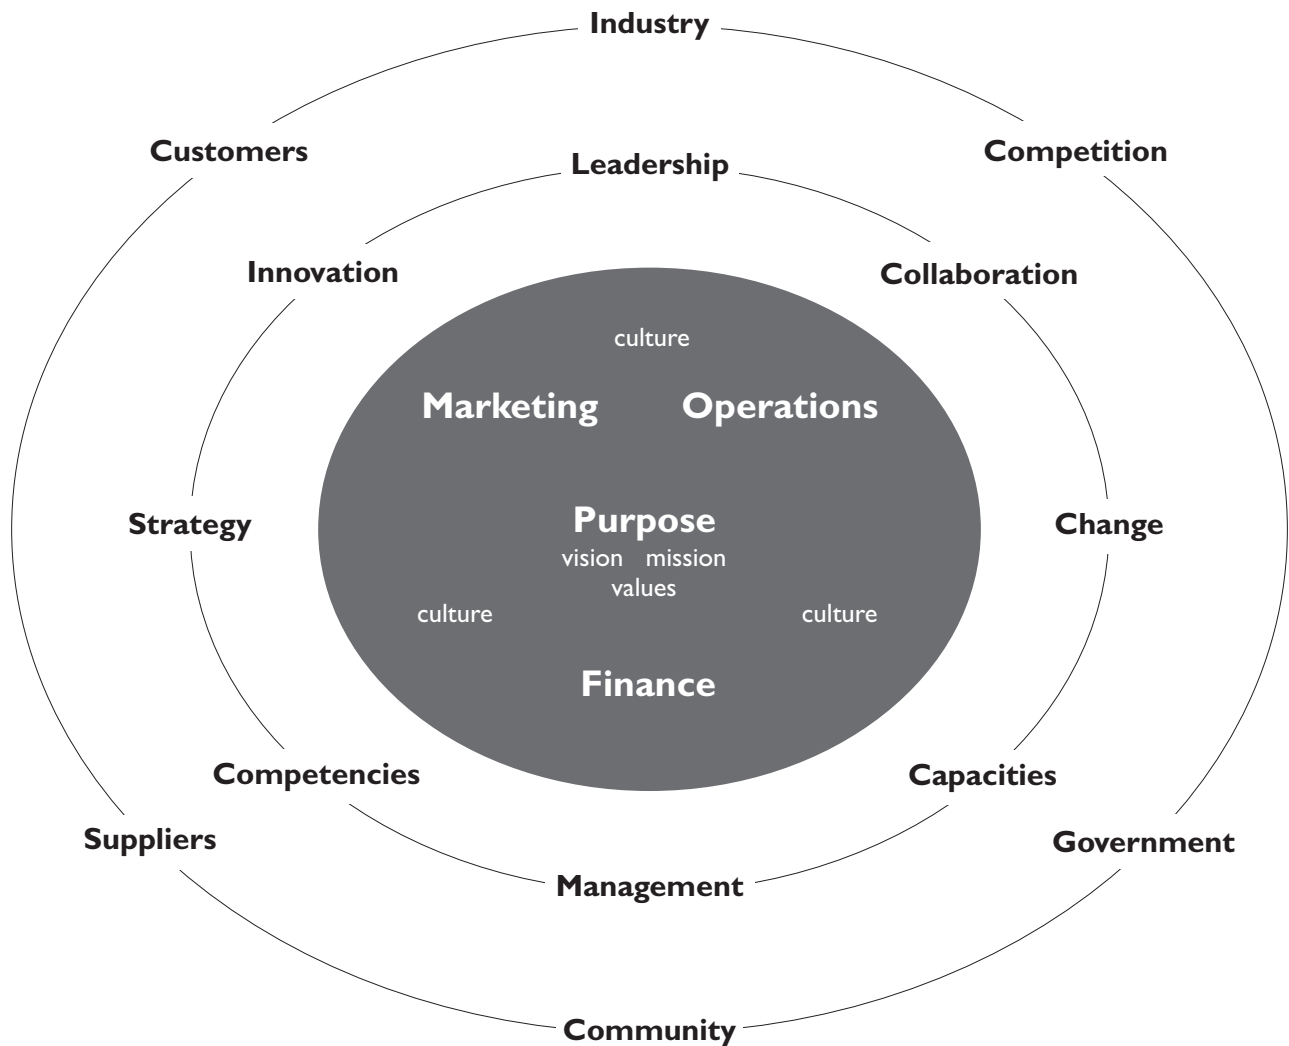 Industry
Customers
Competition
Leadership
Innovation
Collaboration
culture
Marketing
Operations
Strategy
Purpose
Change
vision mission
values
culture
culture
Finance
Competencies
Capacities
Suppliers
Government
Management
Community